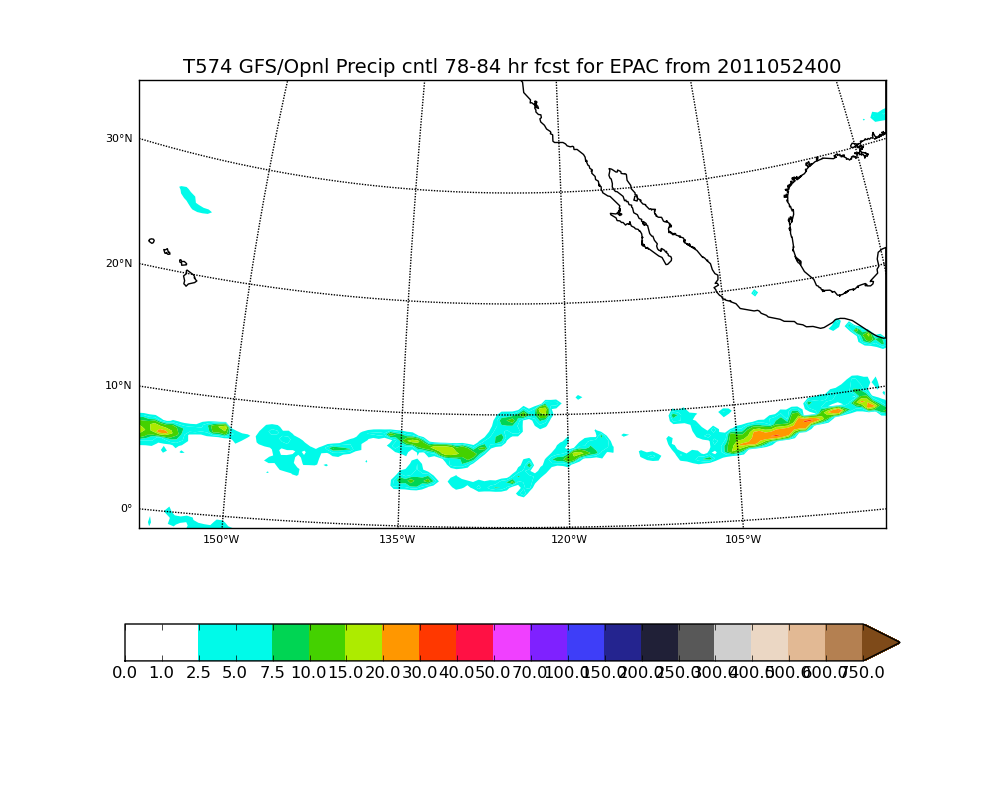 T574 GFS/Opnl Precip cntl 78-84 hr fcst for EPAC from 2011052400
30°N
20°N
10°N
0°
150°W 135°W 120°W 105°W
0.0 1.0 2.5 5.0 7.5 10.0 15.0 20.0 30.0 40.0 50.0 70.0 100.0 150.0 200.0 250.0 300.0 400.0 500.0 600.0 750.0